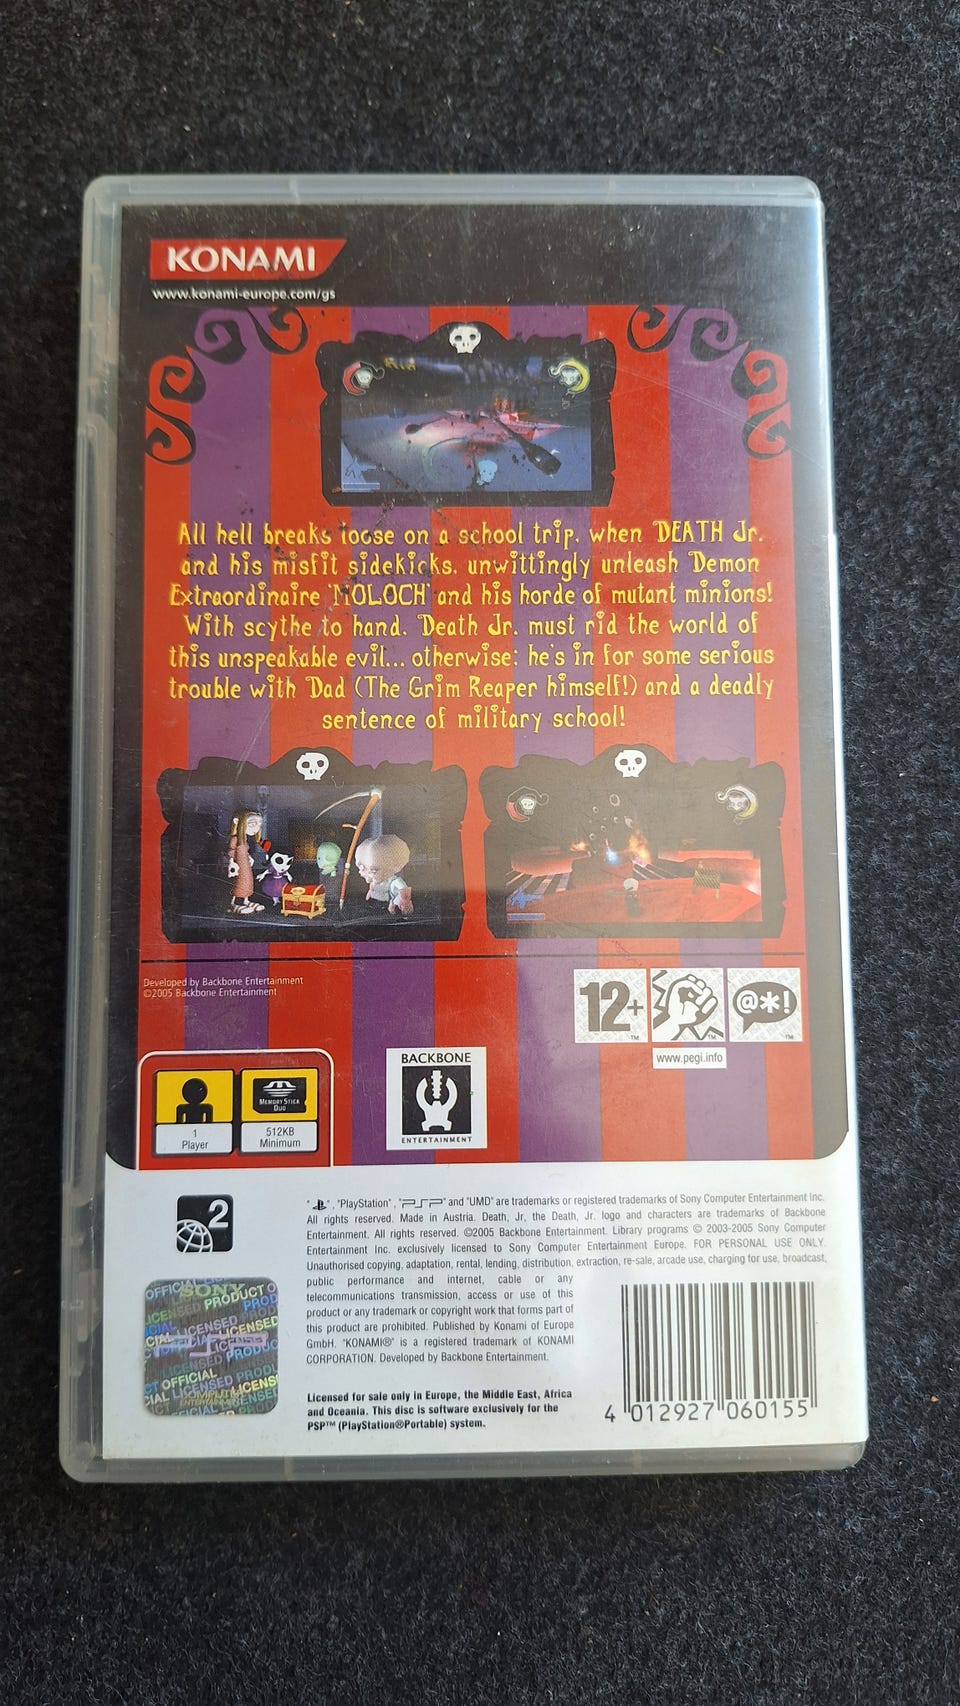 KONAMI
www.konami-europe.com/gs
All hell breaks loose on a school trip, when DEATH Jr.
and his misfit sidekicks, unwittingly unleash Demon
Extraordinaire 'MOLOCH' and his horde of mutant minions!
With scythe to hand, Death Jr. must rid the world of
this unspeakable evil... otherwise; he's in for some serious
trouble with Dad (The Grim Reaper himself!) and a deadly
sentence of military school!
Developed by Backbone Entertainment
©2005 Backbone Entertainment
12+ @*!
TM TM TM
www.pegi.info
BACKBONE
ENTERTAINMENT
MEMORY STICK
DUO
1
Player
512KB
Minimum
2
"", "PlayStation", "PSP" and "UMD" are trademarks or registered trademarks of Sony Computer Entertainment Inc.
All rights reserved. Made in Austria. Death, Jr, the Death, Jr. logo and characters are trademarks of Backbone
Entertainment. All rights reserved. ©2005 Backbone Entertainment. Library programs © 2003-2005 Sony Computer
Entertainment Inc. exclusively licensed to Sony Computer Entertainment Europe. FOR PERSONAL USE ONLY.
Unauthorised copying, adaptation, rental, lending, distribution, extraction, re-sale, arcade use, charging for use, broadcast,
public performance and internet, cable or any
telecommunications transmission, access or use of this
product or any trademark or copyright work that forms part of
this product are prohibited. Published by Konami of Europe
GmbH. "KONAMI®" is a registered trademark of KONAMI
CORPORATION. Developed by Backbone Entertainment.
Licensed for sale only in Europe, the Middle East, Africa
and Oceania. This disc is software exclusively for the
PSP™ (PlayStation®Portable) system.
SONY
OFFICIAL
LICENSED PRODUCT
COMPUTER
ENTERTAINMENT
4 012927 060155